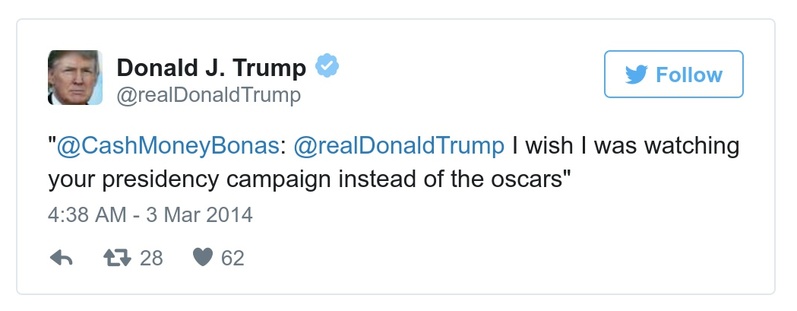 Donald J. Trump
@realDonaldTrump
Follow
"@CashMoneyBonas: @realDonaldTrump I wish I was watching
your presidency campaign instead of the oscars"
4:38 AM - 3 Mar 2014
28 62